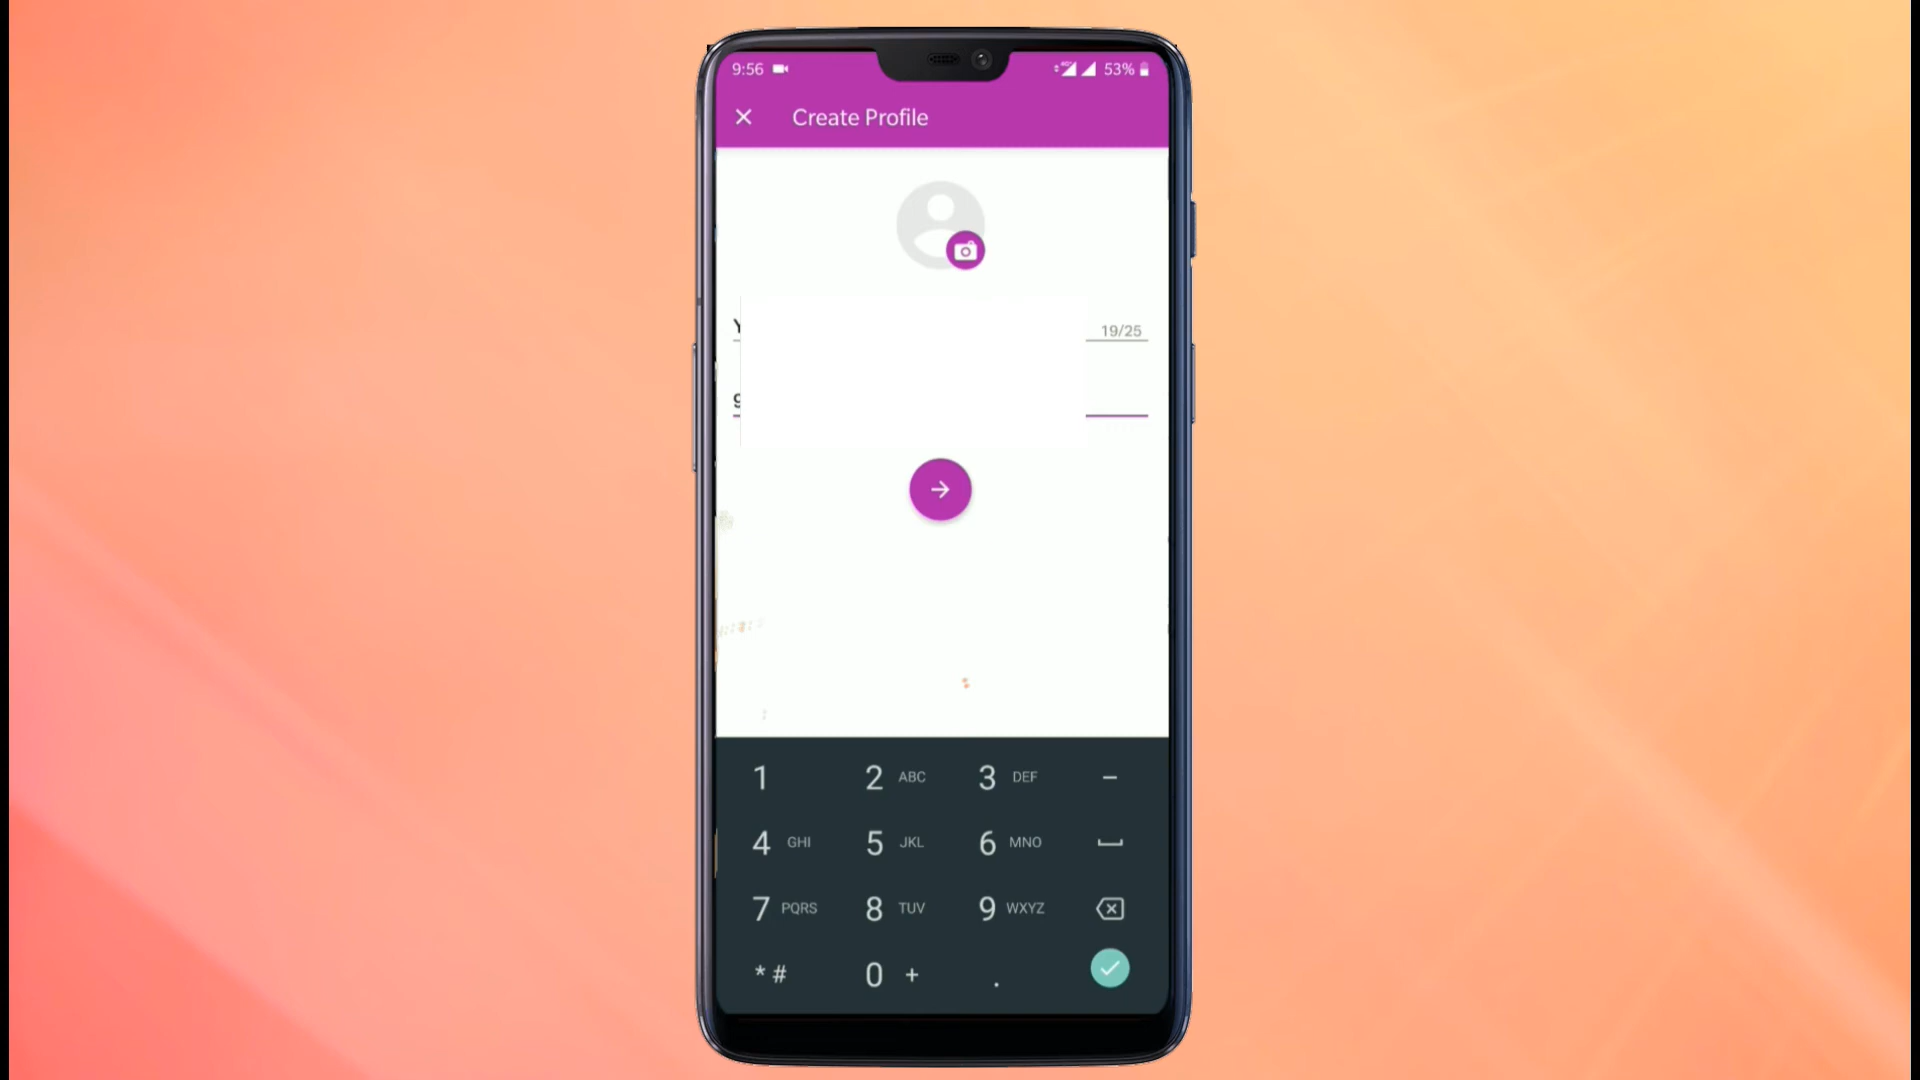 9:56 53%
Create Profile
19/25
1 2 ABC 3 DEF –
4 GHI 5 JKL 6 MNO
7 PQRS 8 TUV 9 WXYZ
* # 0 + .